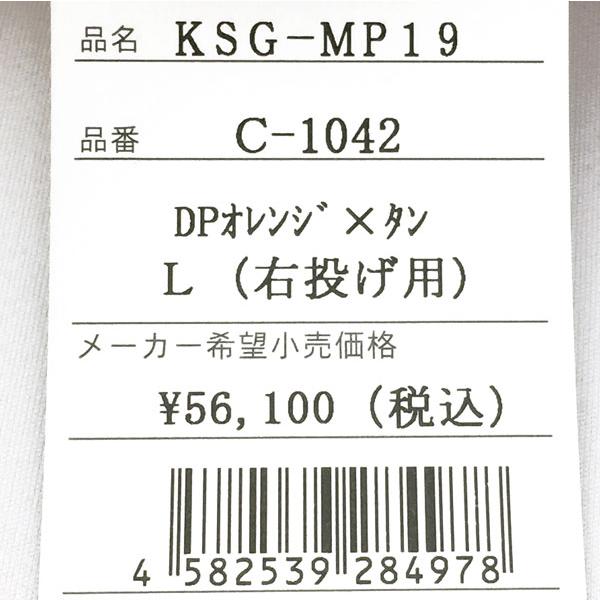 品名 KSG-MP19
品番 C-1042
DPオレンジ×タン
L (右投げ用)
メーカー希望小売価格
¥56,100 (税込)
4 582539 284978